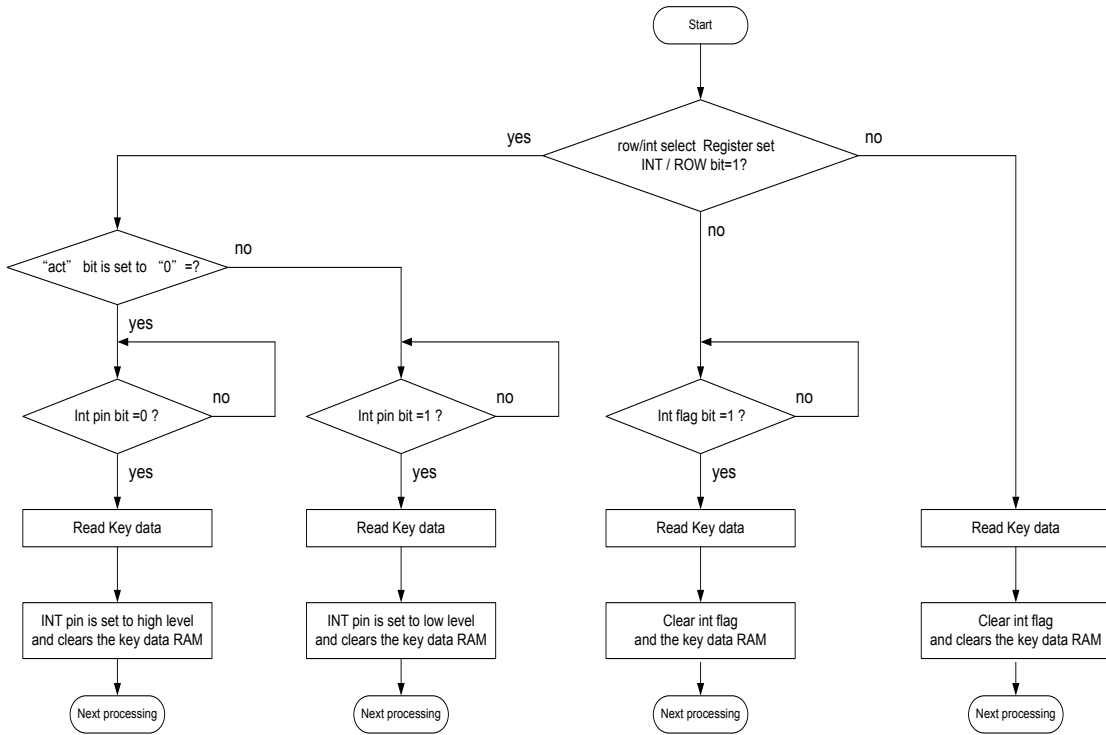 Start
row/int select Register set
INT / ROW bit=1?
yes
no
no
“act” bit is set to “0” =?
no
yes
Int pin bit =0 ?
no
Int pin bit =1 ?
no
Int flag bit =1 ?
no
yes
yes
yes
Read Key data
Read Key data
Read Key data
Read Key data
INT pin is set to high level
and clears the key data RAM
INT pin is set to low level
and clears the key data RAM
Clear int flag
and the key data RAM
Clear int flag
and clears the key data RAM
Next processing
Next processing
Next processing
Next processing